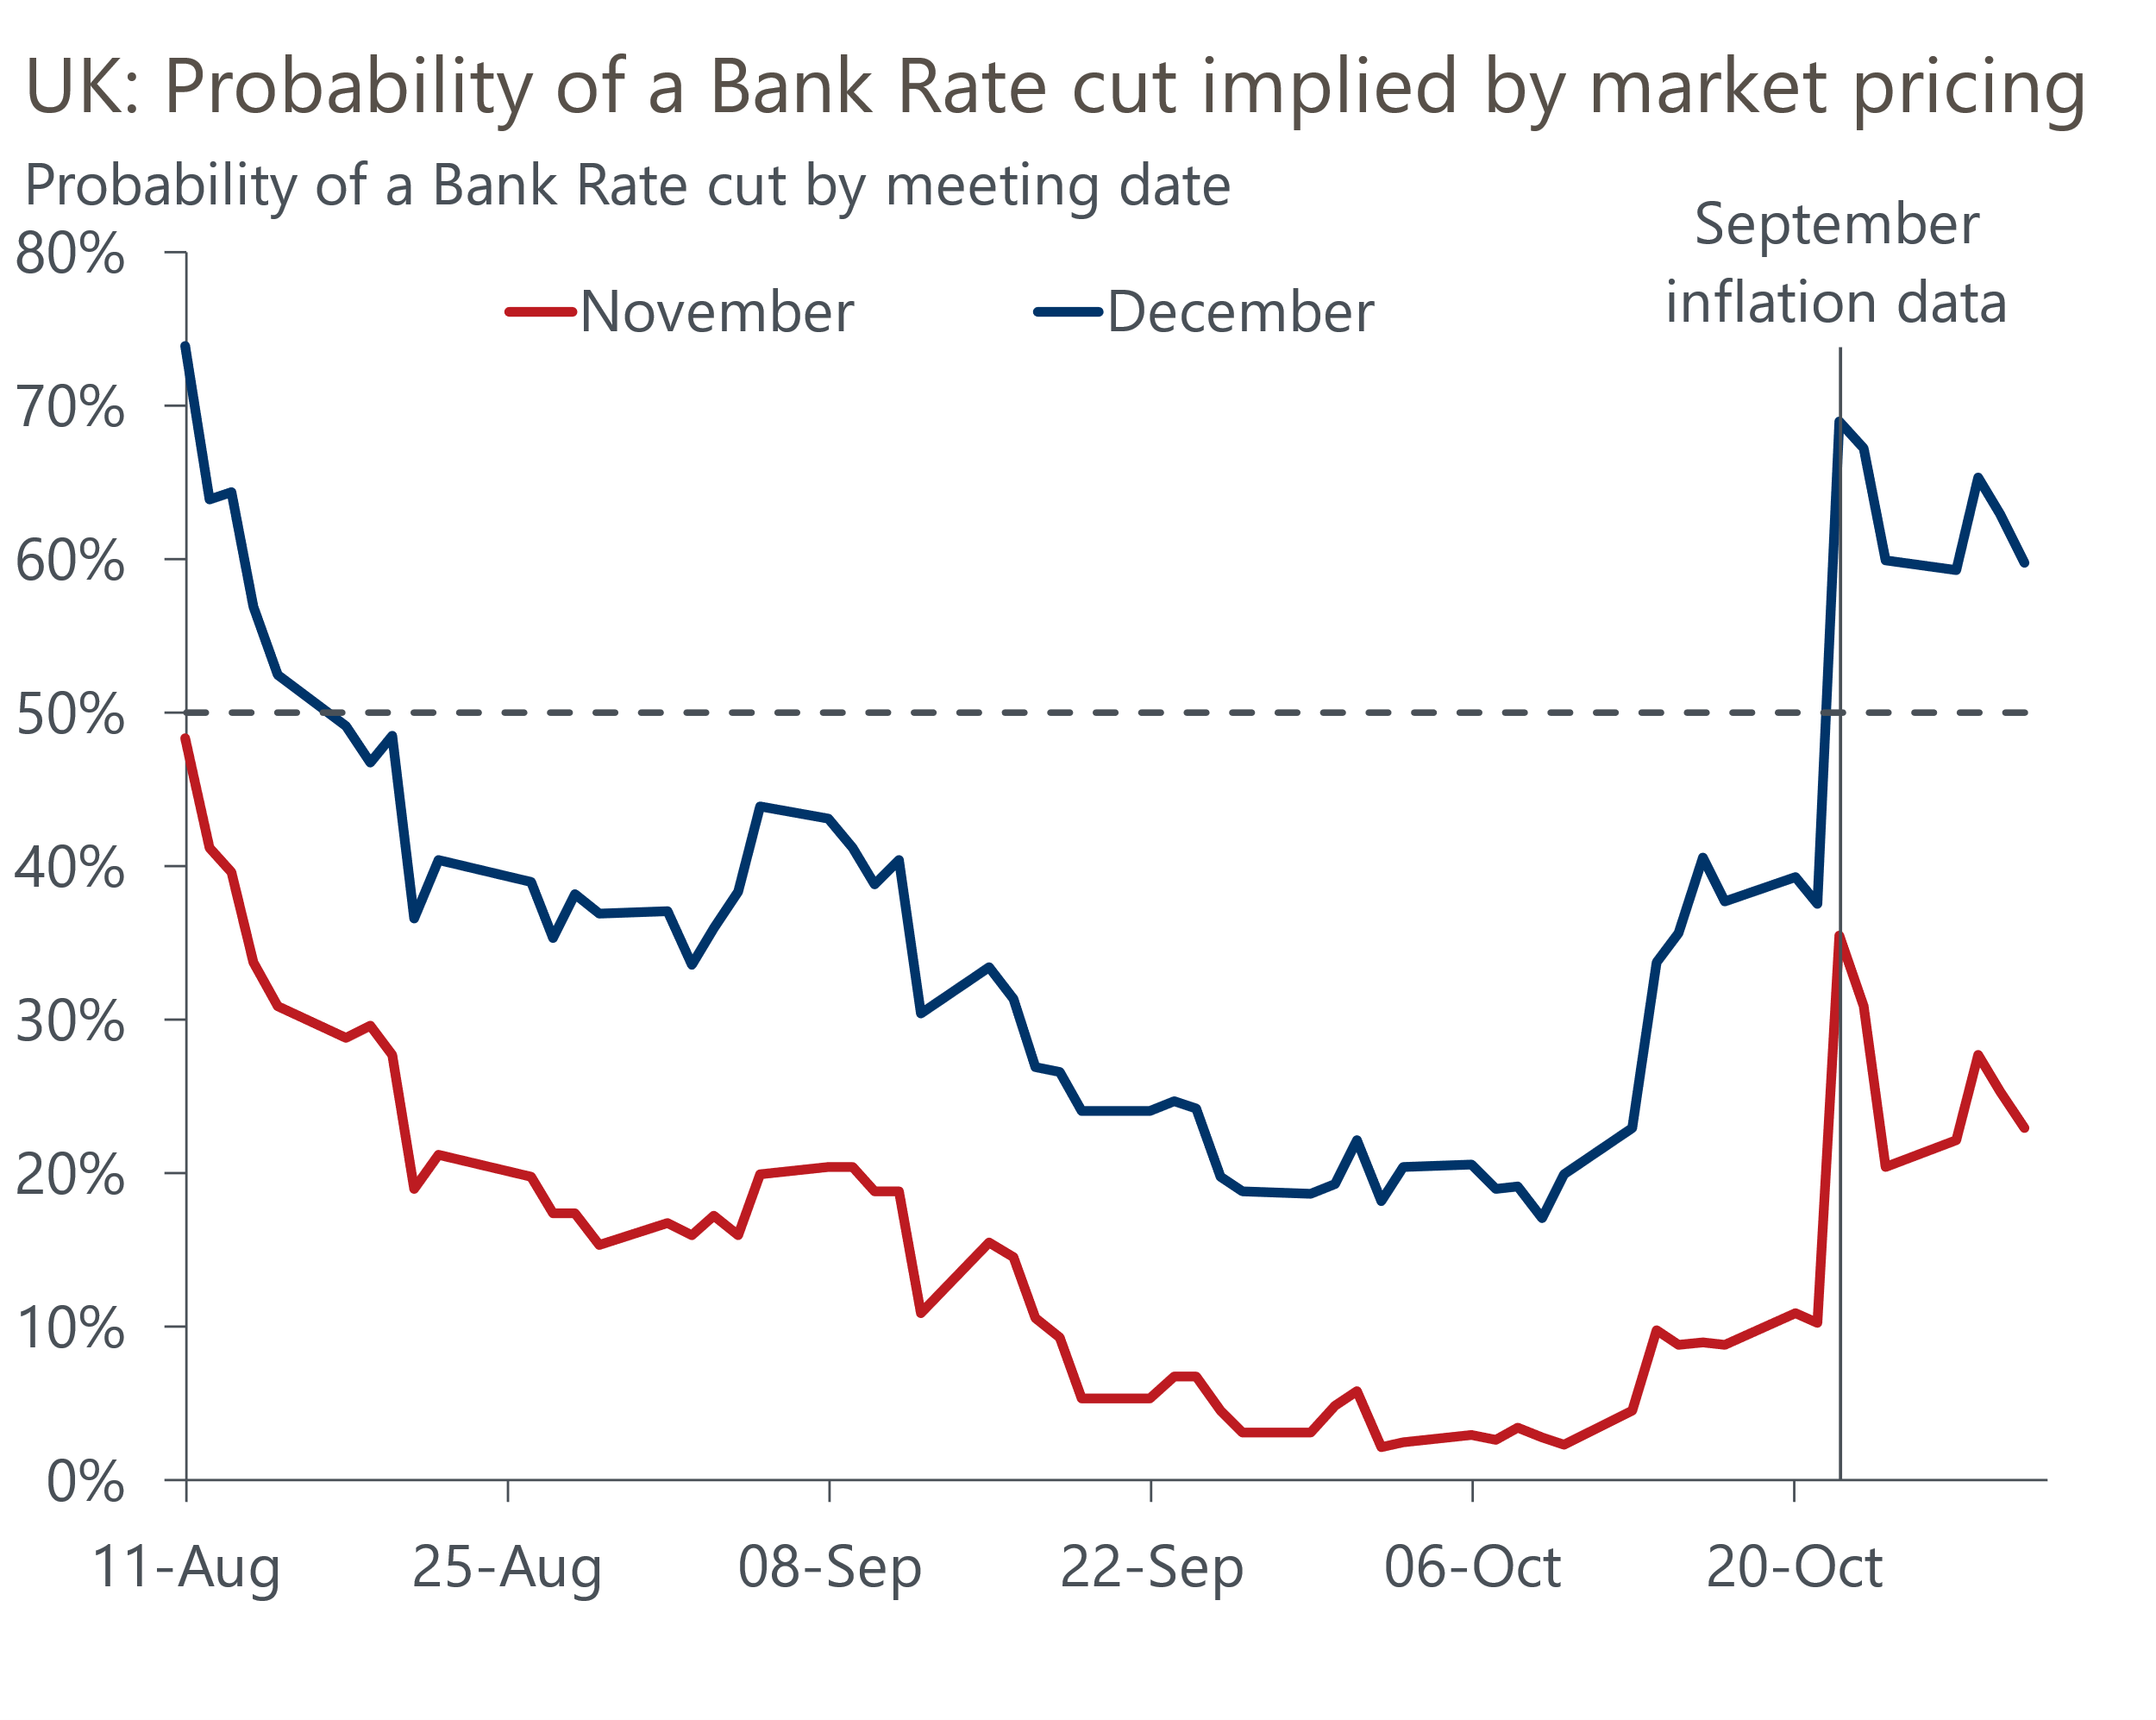 UK: Probability of a Bank Rate cut implied by market pricing
Probability of a Bank Rate cut by meeting date
September
inflation data
November
December
80%
70%
60%
50%
40%
30%
20%
10%
0%
11-Aug
25-Aug
08-Sep
22-Sep
06-Oct
20-Oct